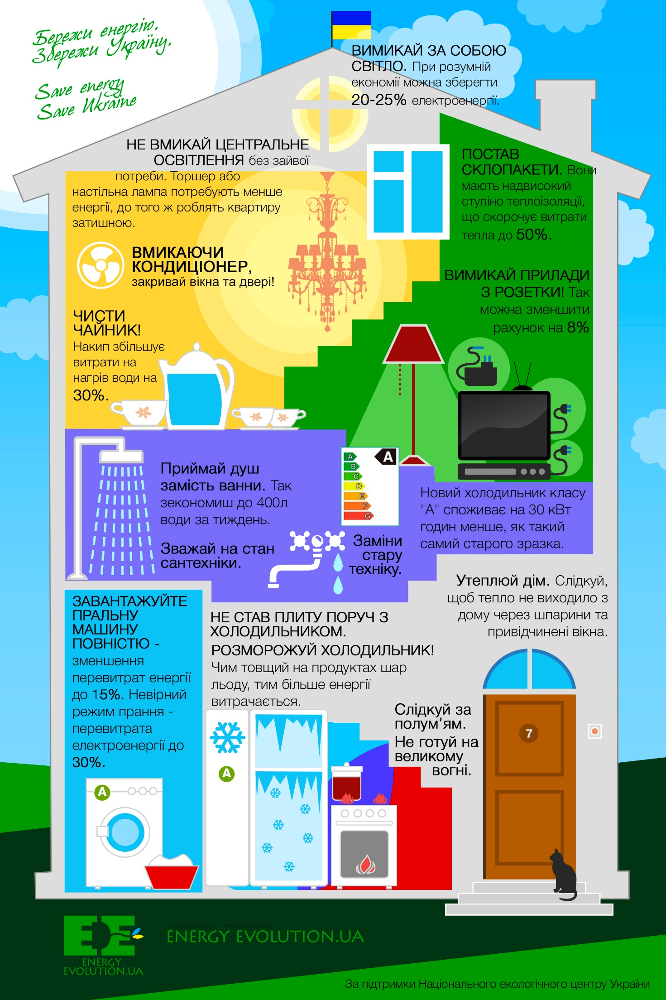 Бережи енергію.
Збережи Україну.
Save energy
Save Ukraine
ВИМИКАЙ ЗА СОБОЮ
СВІТЛО. При розумній
економії можна зберегти
20-25% електроенергії.
НЕ ВМИКАЙ ЦЕНТРАЛЬНЕ
ОСВІТЛЕННЯ без зайвої
потреби. Торшер або
настільна лампа потребують менше
енергії, до того ж роблять квартиру
затишною.
ПОСТАВ
СКЛОПАКЕТИ. Вони
мають надвисокий
ступіно теплоізоляції,
що скорочує витрати
тепла до 50%.
ВМИКАЮЧИ
КОНДИЦІОНЕР,
закривай вікна та двері!
ВИМИКАЙ ПРИЛАДИ
З РОЗЕТКИ! Так
можна зменшити
рахунок на 8%
ЧИСТИ
ЧАЙНИК!
Накип збільшує
витрати на
нагрів води на
30%.
Приймай душ
замість ванни. Так
зекономиш до 400л
води за тиждень.
Зважай на стан
сантехніки.
A
A
B
C
D
E
F
G
Заміни
стару
техніку.
Новий холодильник класу
"А" споживає на 30 кВт
годин менше, як такий
самий старого зразка.
Утеплюй дім. Слідкуй,
щоб тепло не виходило з
дому через шпарини та
привідчинені вікна.
ЗАВАНТАЖУЙТЕ
ПРАЛЬНУ
МАШИНУ
ПОВНІСТЮ -
зменшення
перевитрат енергії
до 15%. Невірний
режим прання -
перевитрата
електроенергії до
30%.
A
НЕ СТАВ ПЛИТУ ПОРУЧ З
ХОЛОДИЛЬНИКОМ.
РОЗМОРОЖУЙ ХОЛОДИЛЬНИК!
Чим товщий на продуктах шар
льоду, тим більше енергії
витрачається.
A
Слідкуй за
полум’ям.
Не готуй на
великому
вогні.
7
ENERGY
EVOLUTION.UA
ENERGY EVOLUTION.UA
За підтримки Національного екологічного центру України